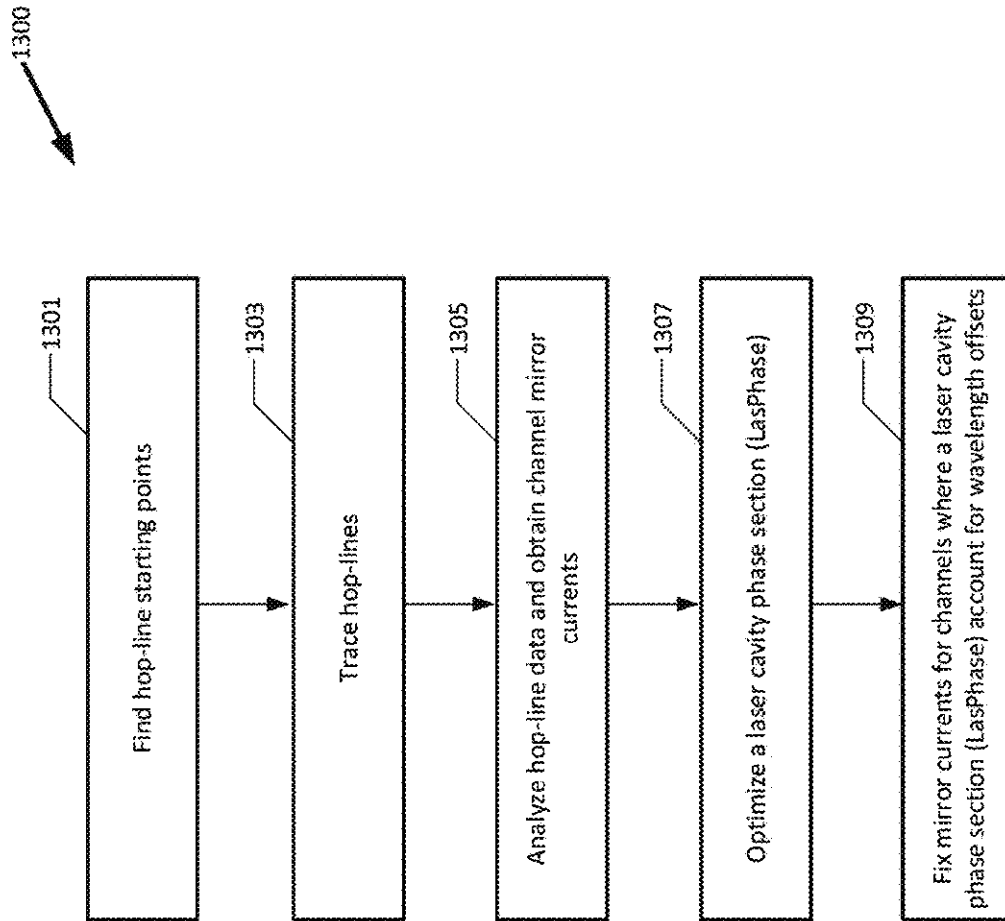 1300
1301
Find hop-line starting points
1303
Trace hop-lines
1305
Analyze hop-line data and obtain channel mirror
currents
1307
Optimize a laser cavity phase section (LasPhase)
1309
Fix mirror currents for channels where a laser cavity
phase section (LasPhase) account for wavelength offsets